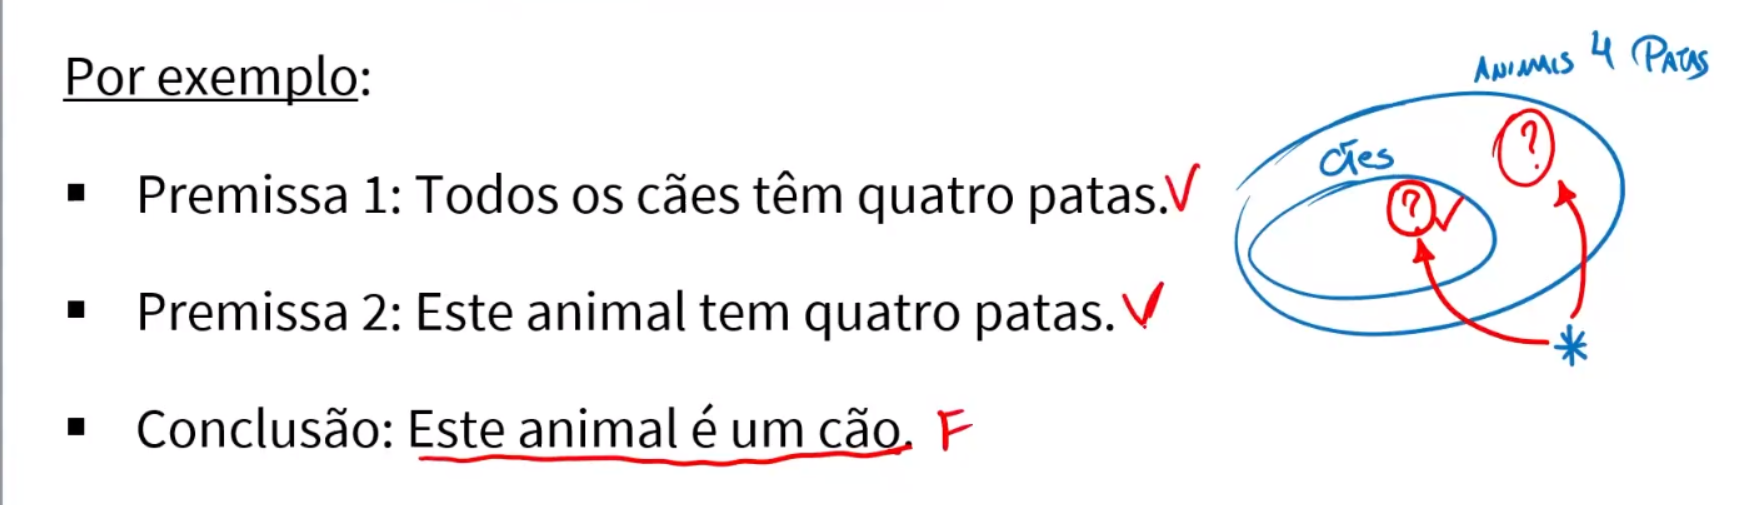 Por exemplo:
ANIMAIS 4 PATAS
CÃES
?
?
▪ Premissa 1: Todos os cães têm quatro patas. V
▪ Premissa 2: Este animal tem quatro patas. V
*
▪ Conclusão: Este animal é um cão. F